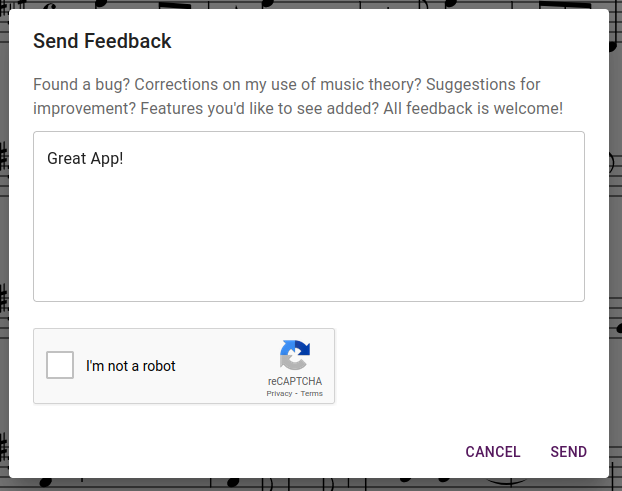 Send Feedback
Found a bug? Corrections on my use of music theory? Suggestions for
improvement? Features you'd like to see added? All feedback is welcome!
Great App!
I'm not a robot
reCAPTCHA
Privacy - Terms
CANCEL SEND